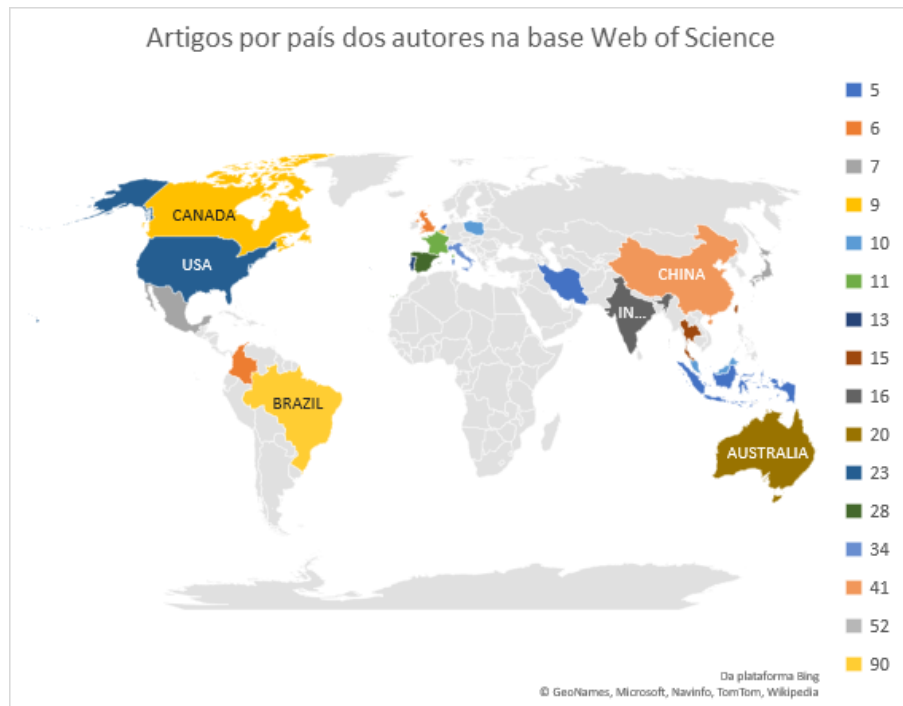 Artigos por país dos autores na base Web of Science
5
6
7
9
10
11
13
15
16
20
23
28
34
41
52
90
CANADA
USA
CHINA
IN...
BRAZIL
AUSTRALIA
Da plataforma Bing
© GeoNames, Microsoft, Navinfo, TomTom, Wikipedia